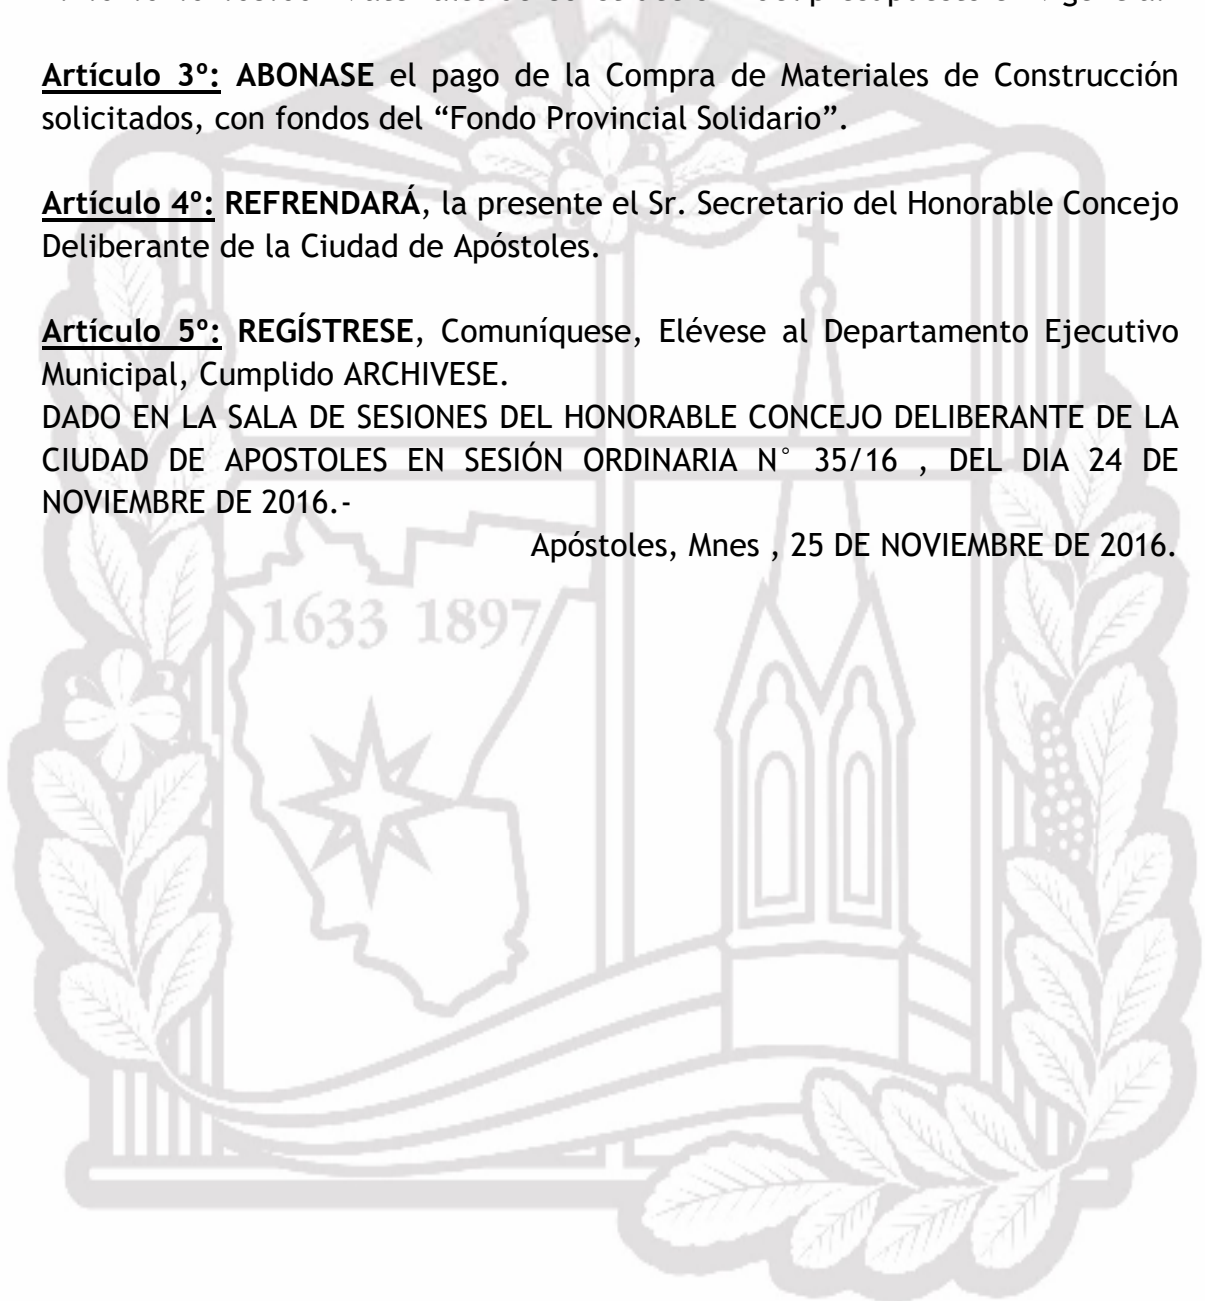 Artículo 3º: ABONASE el pago de la Compra de Materiales de Construcción
solicitados, con fondos del “Fondo Provincial Solidario”.
Artículo 4º: REFRENDARÁ, la presente el Sr. Secretario del Honorable Concejo
Deliberante de la Ciudad de Apóstoles.
Artículo 5º: REGÍSTRESE, Comuníquese, Elévese al Departamento Ejecutivo
Municipal, Cumplido ARCHIVESE.
DADO EN LA SALA DE SESIONES DEL HONORABLE CONCEJO DELIBERANTE DE LA
CIUDAD DE APOSTOLES EN SESIÓN ORDINARIA N° 35/16 , DEL DIA 24 DE
NOVIEMBRE DE 2016.-
Apóstoles, Mnes , 25 DE NOVIEMBRE DE 2016.
1633 1897